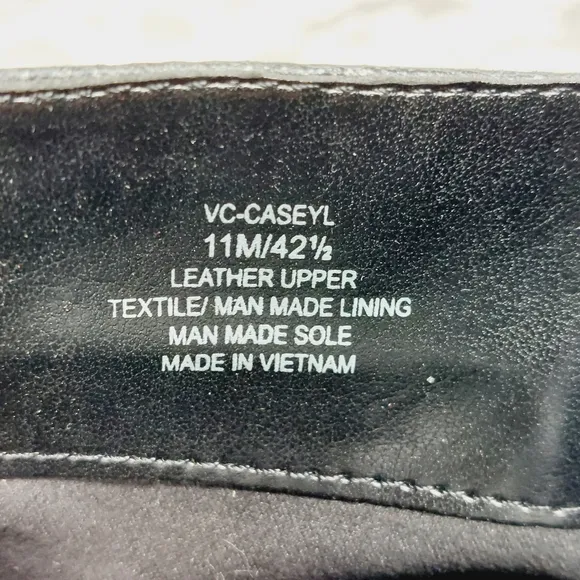 VC-CASEYL
11M/42½
LEATHER UPPER
TEXTILE/ MAN MADE LINING
MAN MADE SOLE
MADE IN VIETNAM